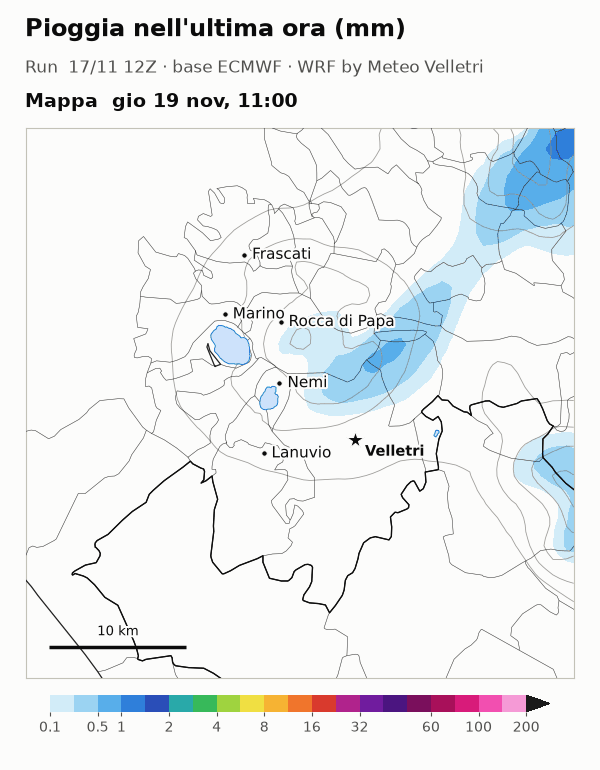 Pioggia nell'ultima ora (mm)
Run  17/11 12Z · base ECMWF · WRF by Meteo Velletri
Mappa  gio 19 nov, 11:00
Frascati
Marino
Rocca di Papa
Nemi
Velletri
Lanuvio
10 km
0.1 0.5 1 2 4 8 16 32 60 100 200